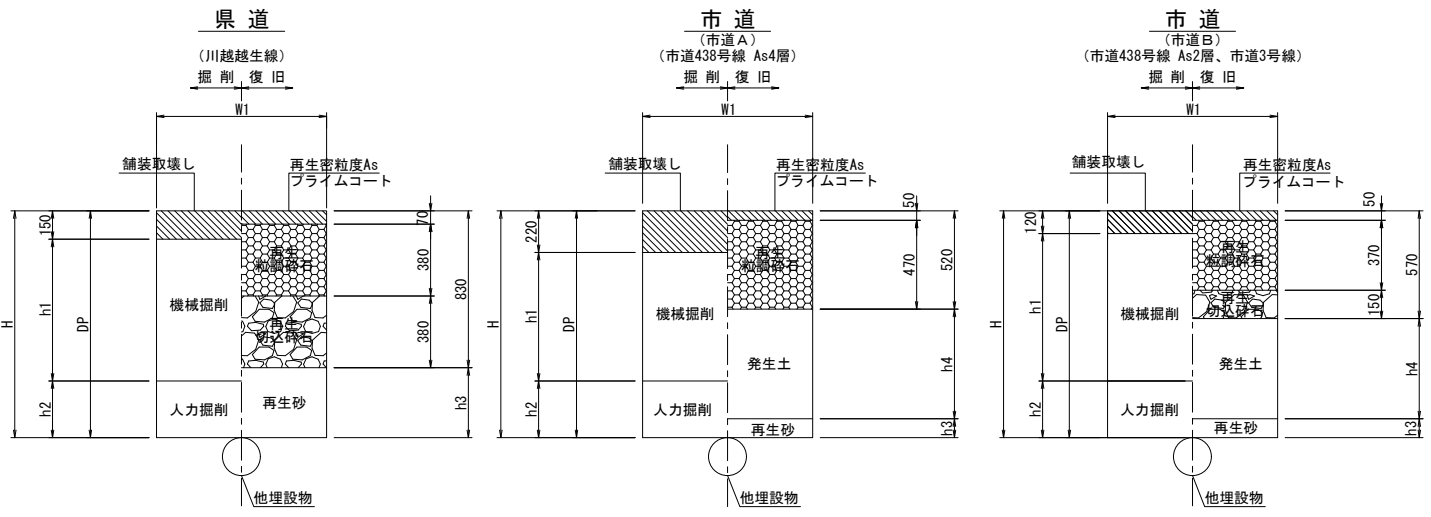 県 道
(川越越生線)
掘 削 復 旧
W1
舗装取壊し
再生密粒度As
プライムコート
150
70
再生
粒調砕石
380
830
機械掘削
h1
H
DP
再生
切込砕石
380
人力掘削
再生砂
h2
h3
他埋設物
市 道
(市道A)
(市道438号線 As4層)
掘 削 復 旧
W1
舗装取壊し
再生密粒度As
プライムコート
50
220
再生
粒調砕石
470
520
機械掘削
h1
H
DP
発生土
h4
人力掘削
h2
再生砂
h3
他埋設物
市 道
(市道B)
(市道438号線 As2層、市道3号線)
掘 削 復 旧
W1
舗装取壊し
再生密粒度As
プライムコート
50
120
再生
粒調砕石
370
570
再生
切込砕石
150
機械掘削
h1
H
DP
発生土
h4
人力掘削
h2
再生砂
h3
他埋設物